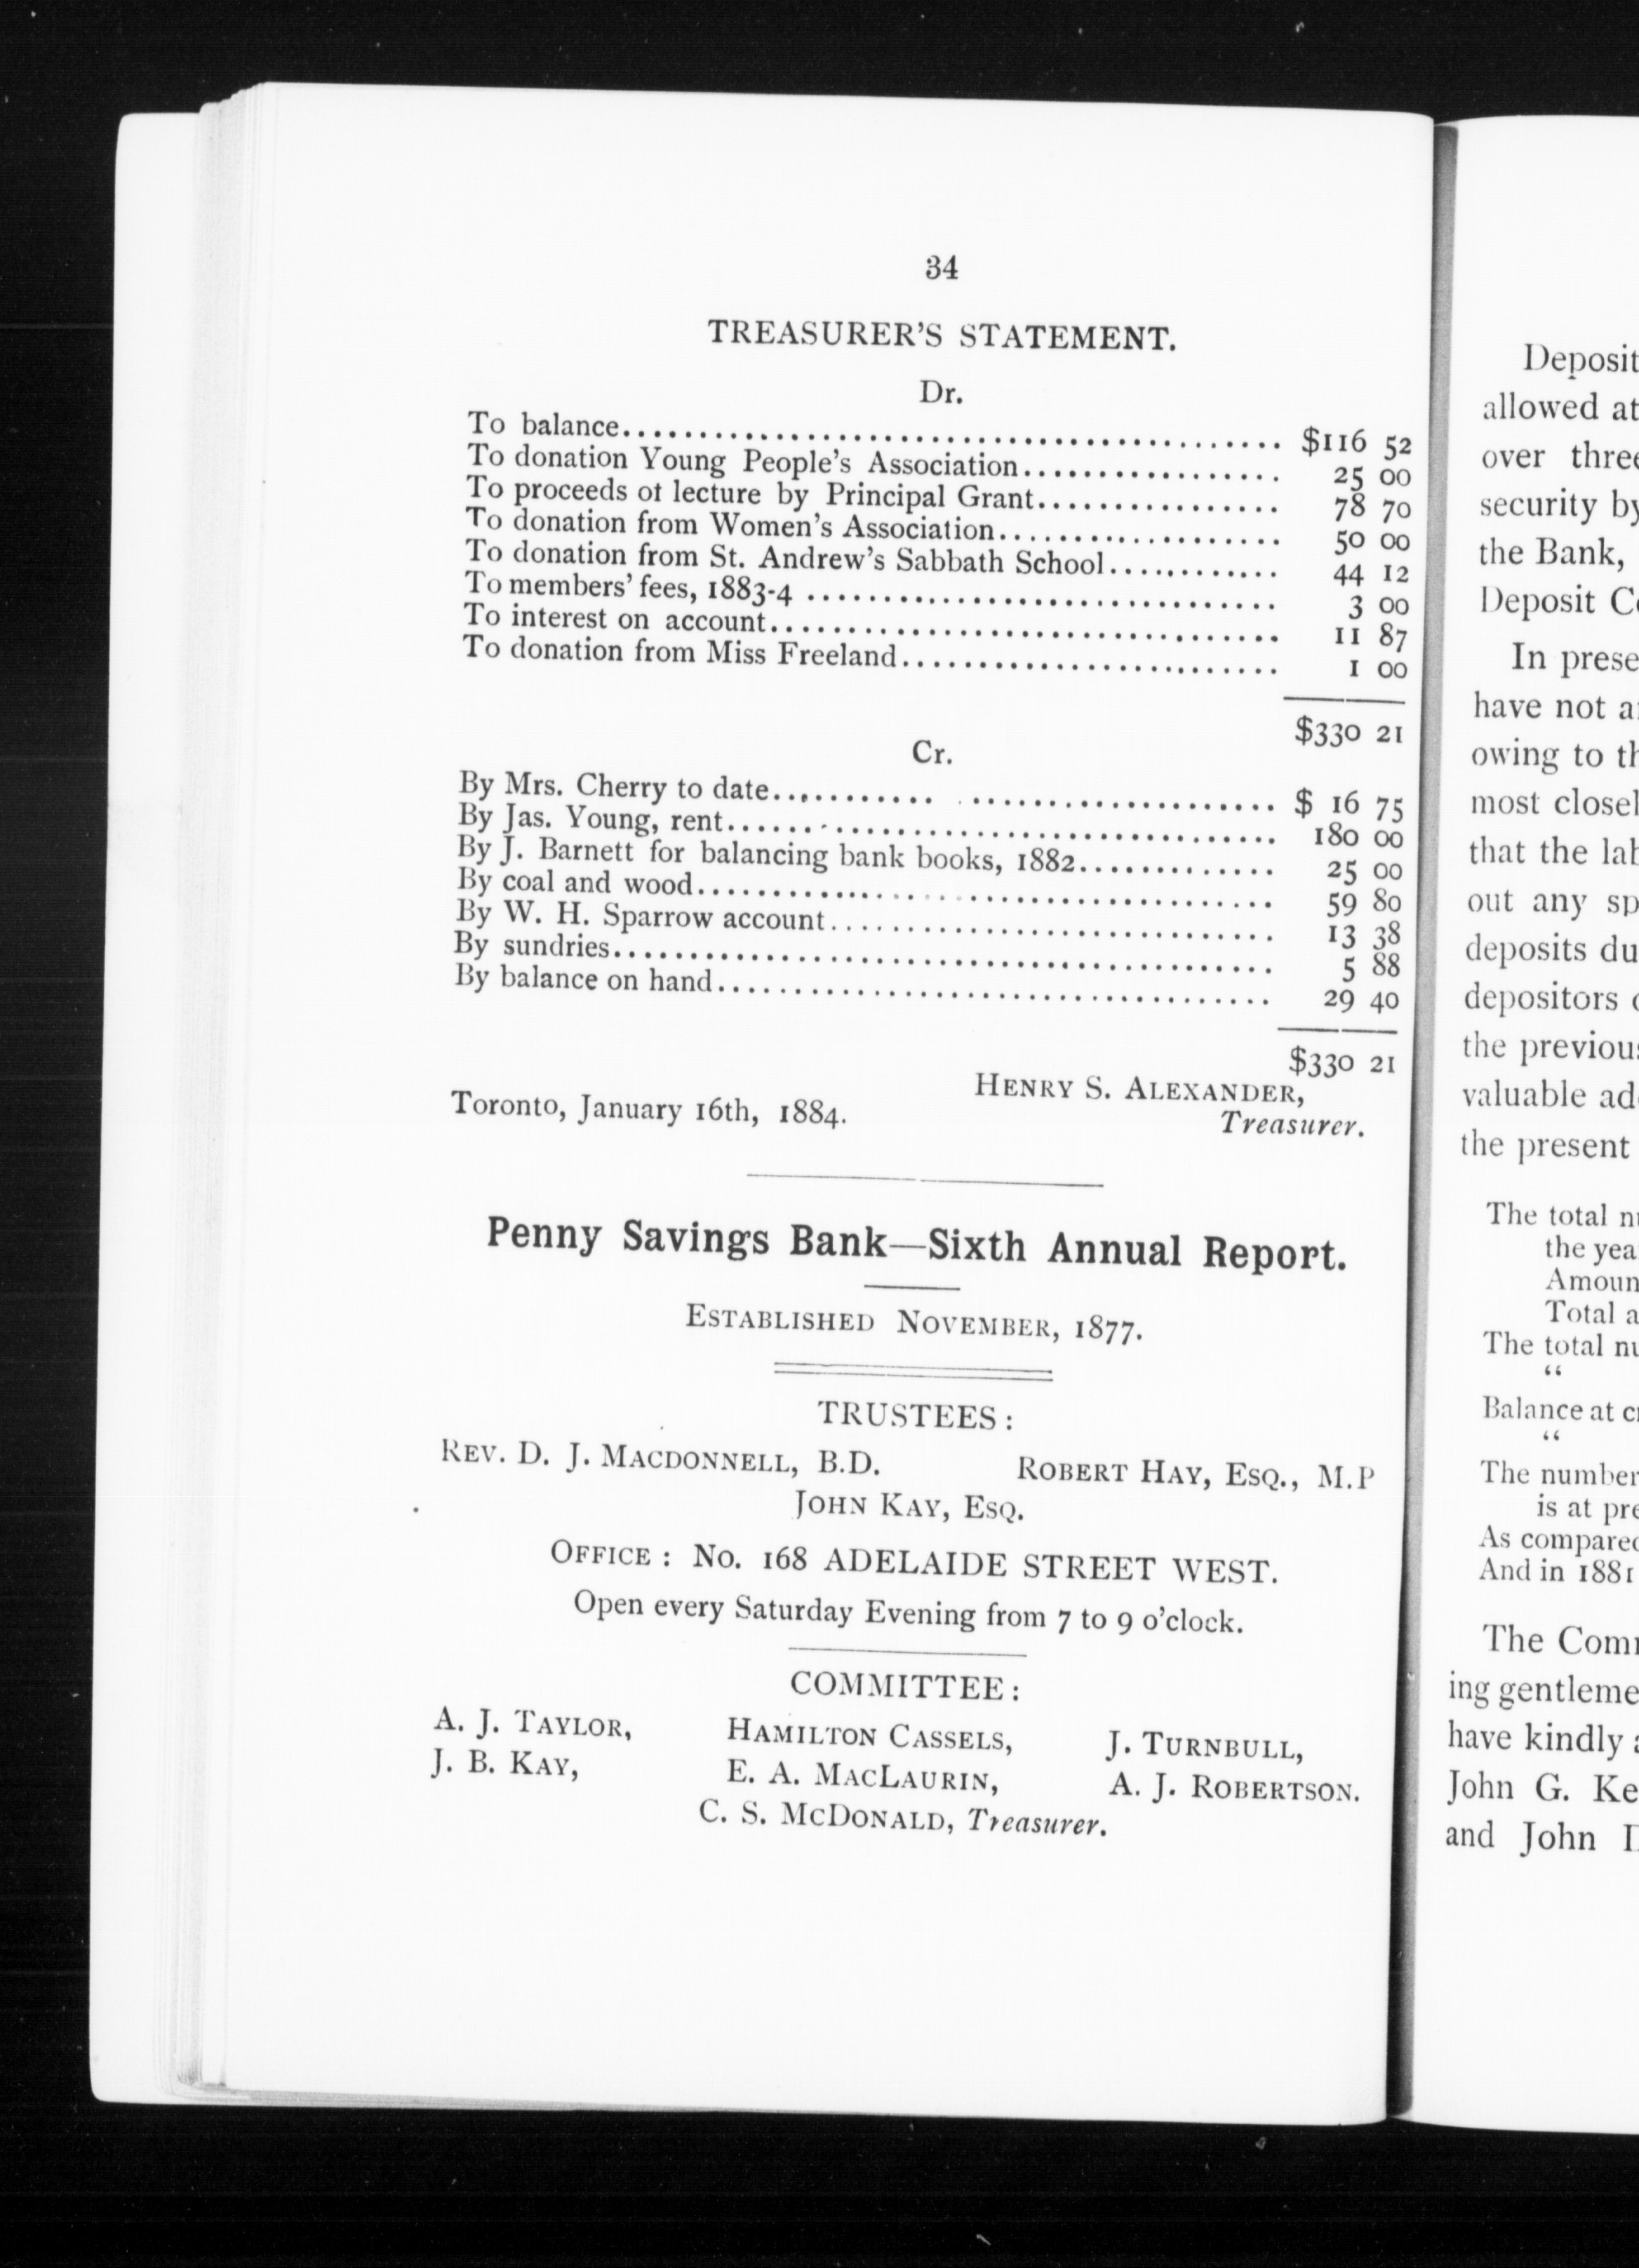 34
TREASURER'S STATEMENT.
Dr.
To balance............................................ $116 52
To donation Young People's Association................. 25 00
To proceeds of lecture by Principal Grant................ 78 70
To donation from Women's Association................... 50 00
To donation from St. Andrew's Sabbath School............ 44 12
To members' fees, 1883-4 ............................... 3 00
To interest on account.................................. 11 87
To donation from Miss Freeland......................... 1 00
$330 21
Cr.
By Mrs. Cherry to date........... .................... $ 16 75
By Jas. Young, rent.................................... 180 00
By J. Barnett for balancing bank books, 1882............. 25 00
By coal and wood...................................... 59 80
By W. H. Sparrow account............................. 13 38
By sundries........................................... 5 88
By balance on hand.................................... 29 40
$330 21
HENRY S. ALEXANDER,
Toronto, January 16th, 1884.
Treasurer.
Penny Savings Bank—Sixth Annual Report.
ESTABLISHED NOVEMBER, 1877.
TRUSTEES :
REV. D. J. MACDONNELL, B.D. ROBERT HAY, ESQ., M.P
JOHN KAY, ESQ.
OFFICE : NO. 168 ADELAIDE STREET WEST.
Open every Saturday Evening from 7 to 9 o'clock.
COMMITTEE :
A. J. TAYLOR, HAMILTON CASSELS, J. TURNBULL,
J. B. KAY, E. A. MACLAURIN, A. J. ROBERTSON.
C. S. MCDONALD, Treasurer.
Deposit
allowed at
over three
security by
the Bank,
Deposit
In prese
have not
owing to
most closel
that the
out any
deposits
depositors
the previous
valuable
the present
The total
the yea
Amoun
Total
The total
“
Balance at
“
The number
is at
As compared
And in 1881
The
ing gentleme
have kindly
John G.
and John